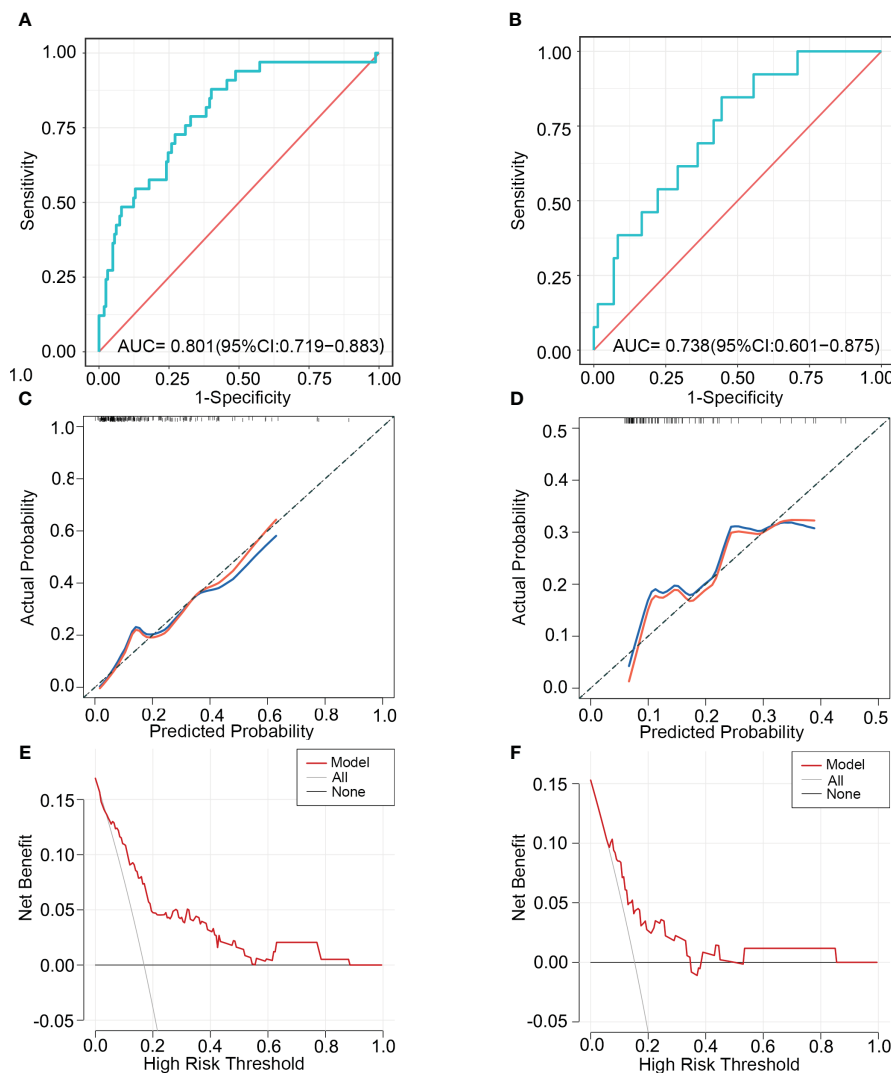 A
1.00
0.75
0.50
0.25
0.00
Sensitivity
AUC= 0.801(95%CI:0.719−0.883)
0.00 0.25 0.50 0.75 1.00
1-Specificity
1.0
B
1.00
0.75
0.50
0.25
0.00
Sensitivity
AUC= 0.738(95%CI:0.601−0.875)
0.00 0.25 0.50 0.75 1.00
1-Specificity
C
1.0
0.8
0.6
0.4
0.2
0.0
Actual Probability
0.0 0.2 0.4 0.6 0.8 1.0
Predicted Probability
D
0.5
0.4
0.3
0.2
0.1
0.0
Actual Probability
0.0 0.1 0.2 0.3 0.4 0.5
Predicted Probability
E
Model
All
None
0.15
0.10
0.05
0.00
-0.05
Net Benefit
0.0 0.2 0.4 0.6 0.8 1.0
High Risk Threshold
F
Model
All
None
0.15
0.10
0.05
0.00
-0.05
Net Benefit
0.0 0.2 0.4 0.6 0.8 1.0
High Risk Threshold